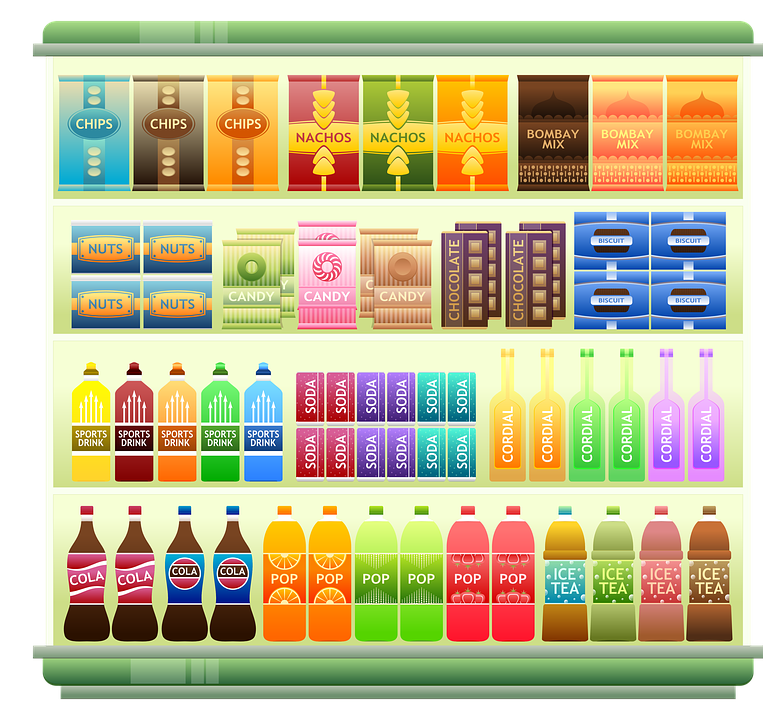 CHIPS CHIPS CHIPS NACHOS NACHOS NACHOS BOMBAY MIX BOMBAY MIX BOMBAY MIX
NUTS NUTS
NUTS NUTS
CANDY CANDY C CANDY
CHOCOLATE CHOCOLATE
BISCUIT BISCUIT
BISCUIT BISCUIT
SPORTS DRINK SPORTS DRINK SPORTS DRINK SPORTS DRINK SPORTS DRINK
SODA SODA SODA SODA SODA SODA
SODA SODA SODA SODA SODA SODA
CORDIAL CORDIAL CORDIAL CORDIAL CORDIAL CORDIAL
COLA COLA COLA COLA POP POP POP POP POP POP ICE TEA ICE TEA ICE TEA ICE TEA